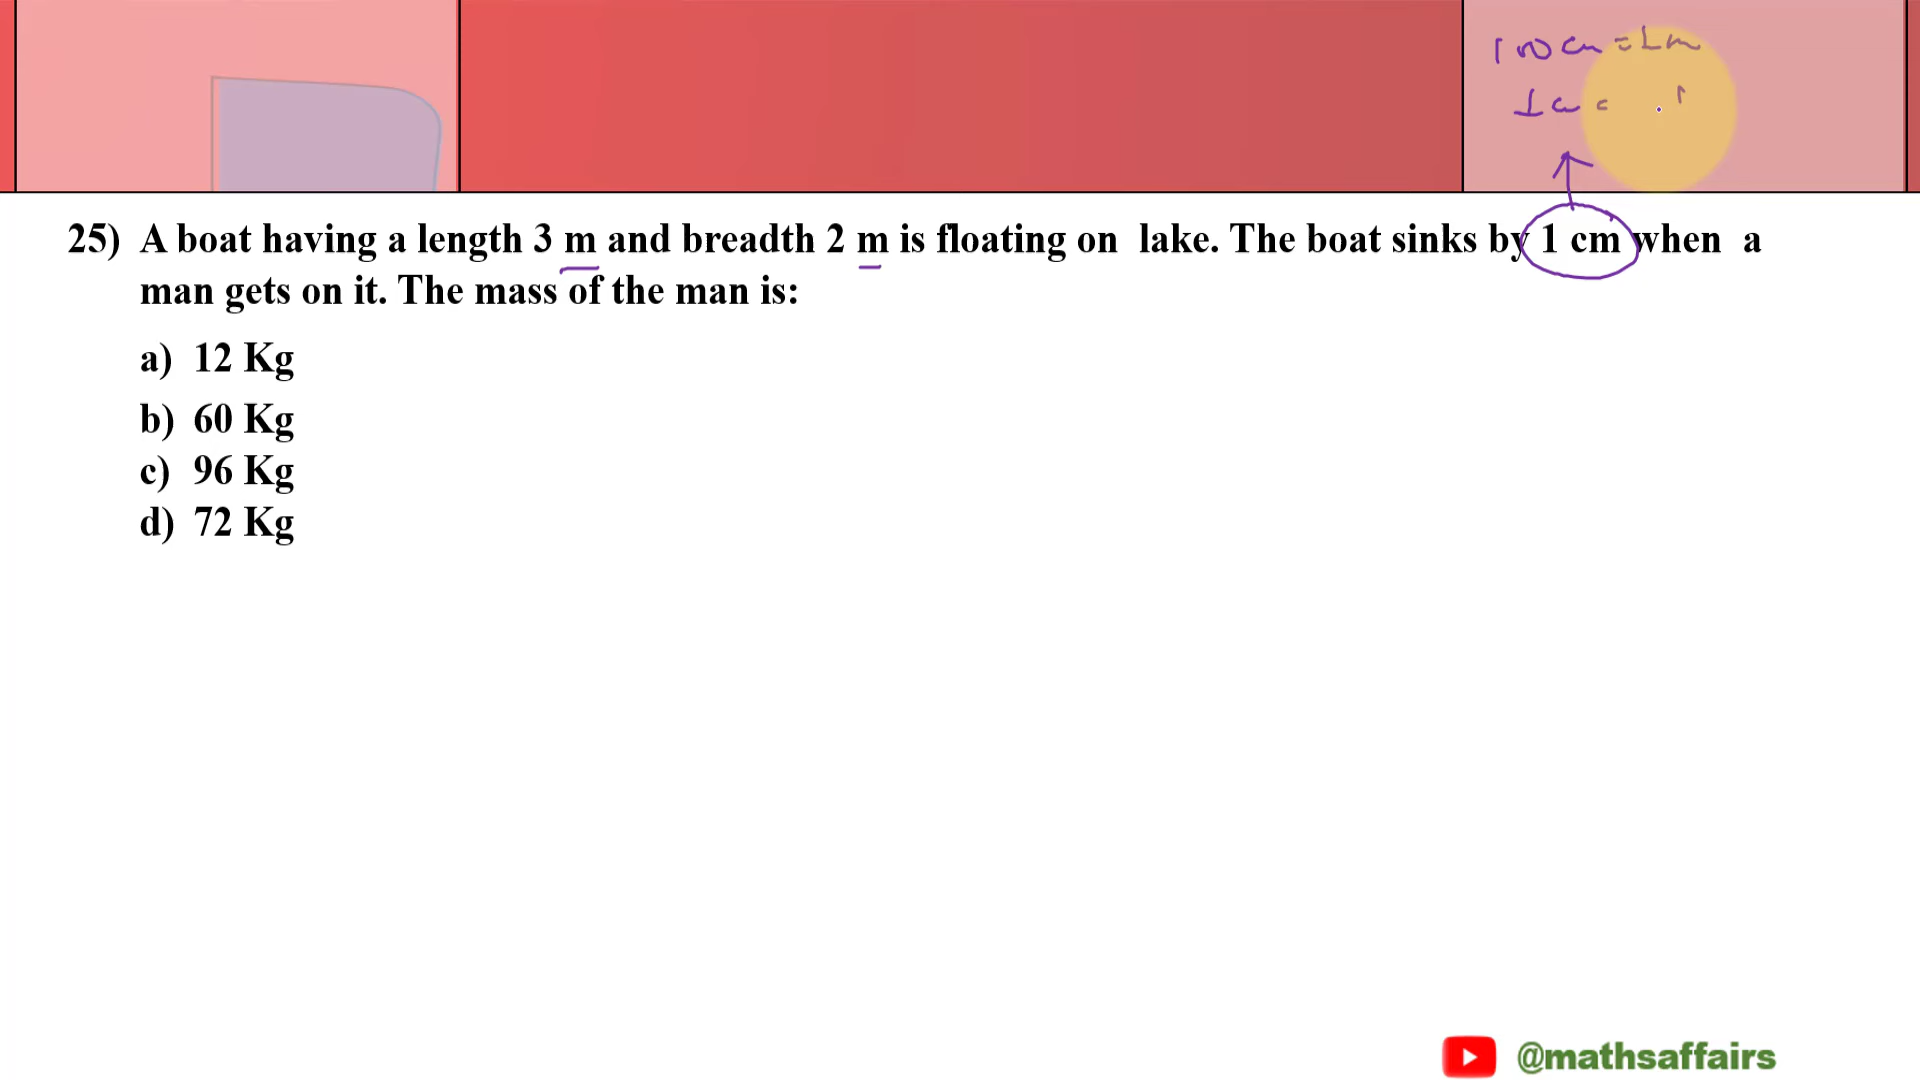 100 cm = 1 m
1 cm =
25) A boat having a length 3 m and breadth 2 m is floating on lake. The boat sinks by 1 cm when a
man gets on it. The mass of the man is:
a) 12 Kg
b) 60 Kg
c) 96 Kg
d) 72 Kg
@mathsaffairs